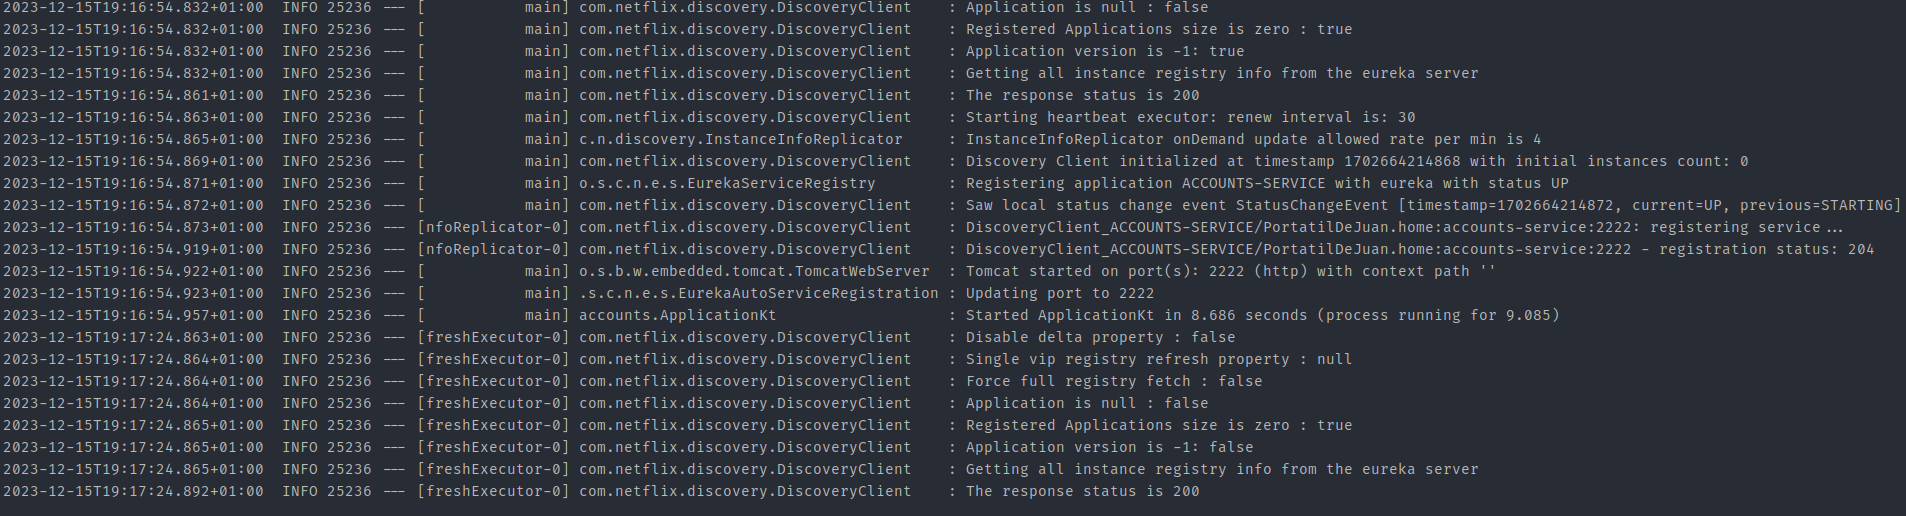 2023-12-15T19:16:54.832+01:00  INFO 25236 --- [           main] com.netflix.discovery.DiscoveryClient    : Application is null : false
2023-12-15T19:16:54.832+01:00  INFO 25236 --- [           main] com.netflix.discovery.DiscoveryClient    : Registered Applications size is zero : true
2023-12-15T19:16:54.832+01:00  INFO 25236 --- [           main] com.netflix.discovery.DiscoveryClient    : Application version is -1: true
2023-12-15T19:16:54.832+01:00  INFO 25236 --- [           main] com.netflix.discovery.DiscoveryClient    : Getting all instance registry info from the eureka server
2023-12-15T19:16:54.861+01:00  INFO 25236 --- [           main] com.netflix.discovery.DiscoveryClient    : The response status is 200
2023-12-15T19:16:54.863+01:00  INFO 25236 --- [           main] com.netflix.discovery.DiscoveryClient    : Starting heartbeat executor: renew interval is: 30
2023-12-15T19:16:54.865+01:00  INFO 25236 --- [           main] c.n.discovery.InstanceInfoReplicator     : InstanceInfoReplicator onDemand update allowed rate per min is 4
2023-12-15T19:16:54.869+01:00  INFO 25236 --- [           main] com.netflix.discovery.DiscoveryClient    : Discovery Client initialized at timestamp 1702664214868 with initial instances count: 0
2023-12-15T19:16:54.871+01:00  INFO 25236 --- [           main] o.s.c.n.e.s.EurekaServiceRegistry        : Registering application ACCOUNTS-SERVICE with eureka with status UP
2023-12-15T19:16:54.872+01:00  INFO 25236 --- [           main] com.netflix.discovery.DiscoveryClient    : Saw local status change event StatusChangeEvent [timestamp=1702664214872, current=UP, previous=STARTING]
2023-12-15T19:16:54.873+01:00  INFO 25236 --- [nfoReplicator-0] com.netflix.discovery.DiscoveryClient    : DiscoveryClient_ACCOUNTS-SERVICE/PortatilDeJuan.home:accounts-service:2222: registering service...
2023-12-15T19:16:54.919+01:00  INFO 25236 --- [nfoReplicator-0] com.netflix.discovery.DiscoveryClient    : DiscoveryClient_ACCOUNTS-SERVICE/PortatilDeJuan.home:accounts-service:2222 - registration status: 204
2023-12-15T19:16:54.922+01:00  INFO 25236 --- [           main] o.s.b.w.embedded.tomcat.TomcatWebServer  : Tomcat started on port(s): 2222 (http) with context path ''
2023-12-15T19:16:54.923+01:00  INFO 25236 --- [           main] .s.c.n.e.s.EurekaAutoServiceRegistration : Updating port to 2222
2023-12-15T19:16:54.957+01:00  INFO 25236 --- [           main] accounts.ApplicationKt                   : Started ApplicationKt in 8.686 seconds (process running for 9.085)
2023-12-15T19:17:24.863+01:00  INFO 25236 --- [freshExecutor-0] com.netflix.discovery.DiscoveryClient    : Disable delta property : false
2023-12-15T19:17:24.864+01:00  INFO 25236 --- [freshExecutor-0] com.netflix.discovery.DiscoveryClient    : Single vip registry refresh property : null
2023-12-15T19:17:24.864+01:00  INFO 25236 --- [freshExecutor-0] com.netflix.discovery.DiscoveryClient    : Force full registry fetch : false
2023-12-15T19:17:24.864+01:00  INFO 25236 --- [freshExecutor-0] com.netflix.discovery.DiscoveryClient    : Application is null : false
2023-12-15T19:17:24.865+01:00  INFO 25236 --- [freshExecutor-0] com.netflix.discovery.DiscoveryClient    : Registered Applications size is zero : true
2023-12-15T19:17:24.865+01:00  INFO 25236 --- [freshExecutor-0] com.netflix.discovery.DiscoveryClient    : Application version is -1: false
2023-12-15T19:17:24.865+01:00  INFO 25236 --- [freshExecutor-0] com.netflix.discovery.DiscoveryClient    : Getting all instance registry info from the eureka server
2023-12-15T19:17:24.892+01:00  INFO 25236 --- [freshExecutor-0] com.netflix.discovery.DiscoveryClient    : The response status is 200